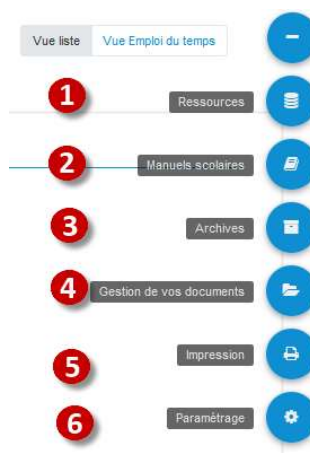 Vue liste Vue Emploi du temps
1 Ressources
2 Manuels scolaires
3 Archives
4 Gestion de vos documents
5 Impression
6 Paramétrage